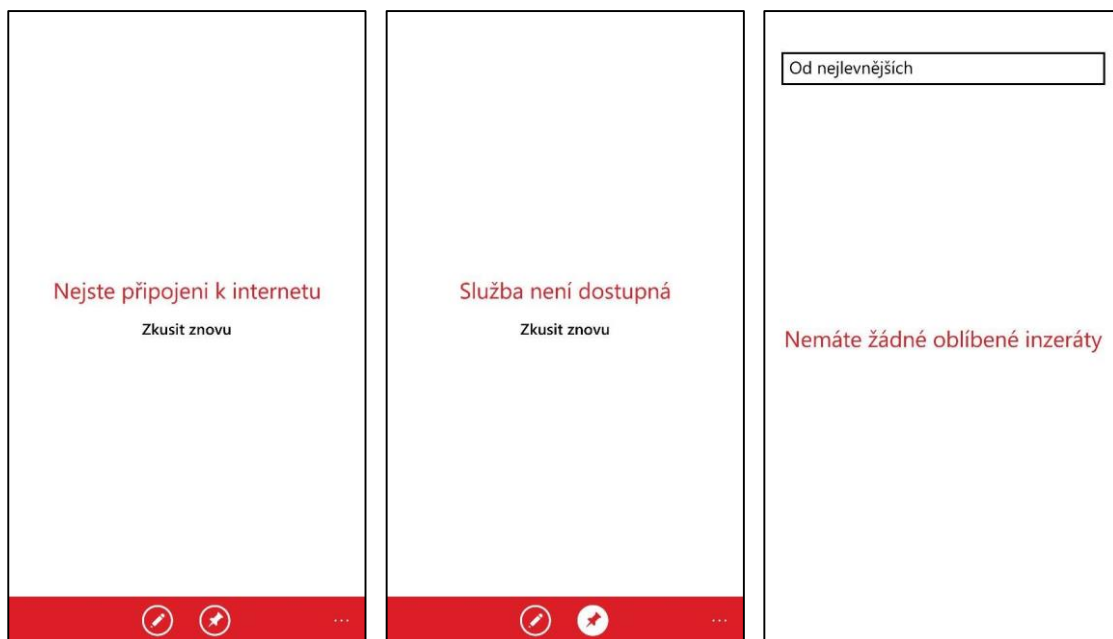 Nejste připojeni k internetu
Zkusit znovu
Služba není dostupná
Zkusit znovu
Od nejlevnějších
Nemáte žádné oblíbené inzeráty